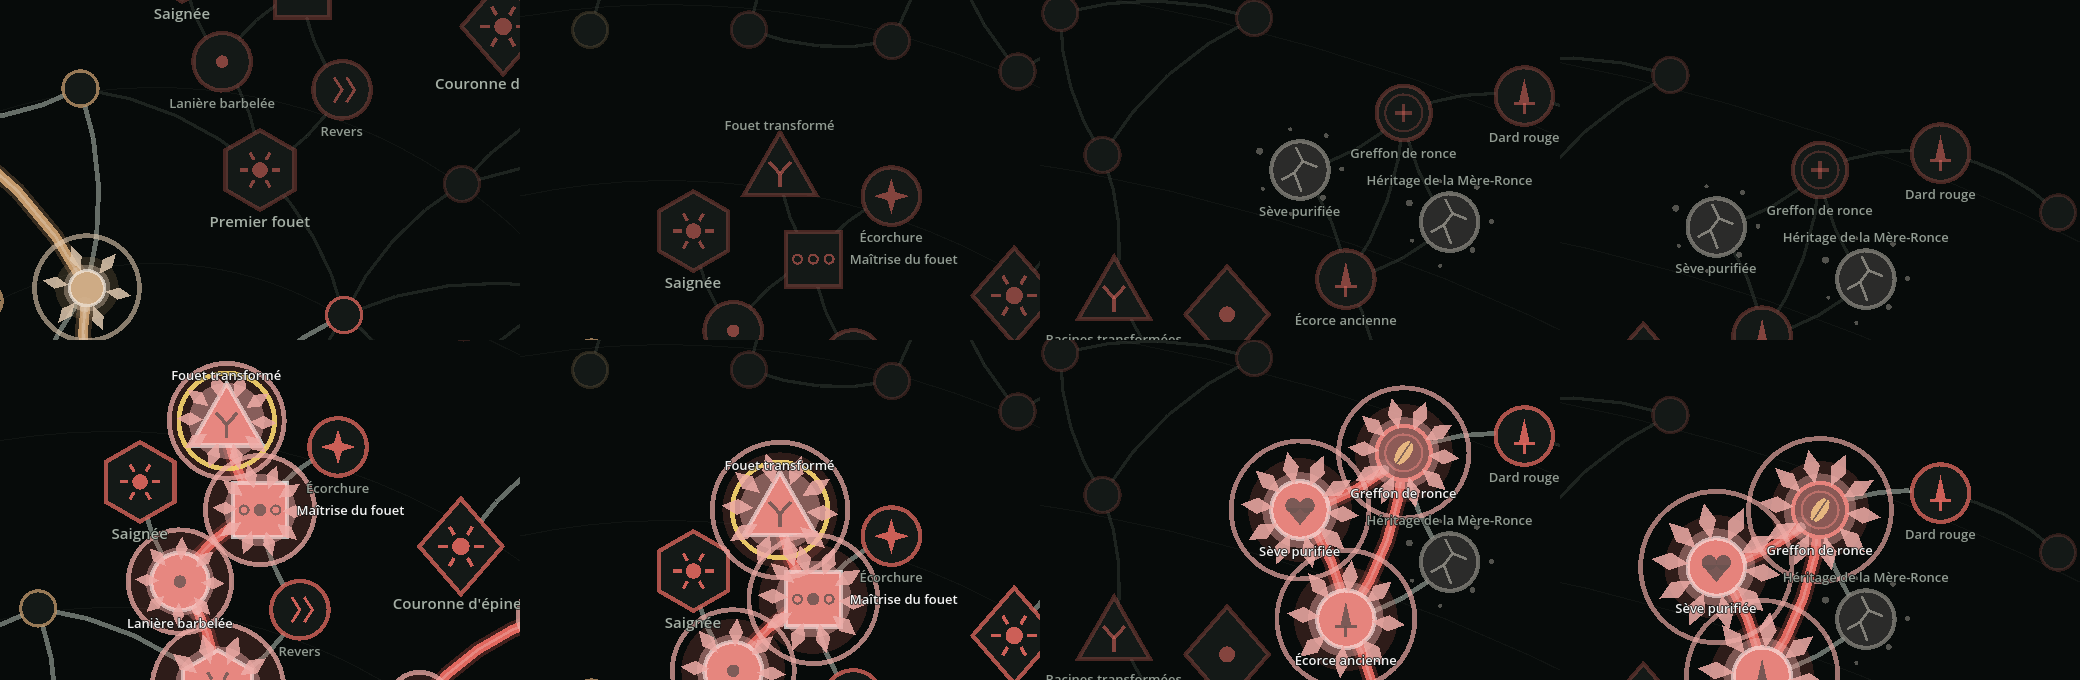 Saignée
Couronne d
Lanière barbelée
Revers
Premier fouet
Fouet transformé
Écorchure
Maîtrise du fouet
Saignée
Dard rouge
Greffon de ronce
Héritage de la Mère-Ronce
Sève purifiée
Écorce ancienne
Racines transformées
Dard rouge
Greffon de ronce
Héritage de la Mère-Ronce
Sève purifiée
Fouet transformé
Écorchure
Maîtrise du fouet
Saignée
Couronne d'épine
Lanière barbelée
Revers
Fouet transformé
Écorchure
Maîtrise du fouet
Saignée
Dard rouge
Greffon de ronce
Héritage de la Mère-Ronce
Sève purifiée
Écorce ancienne
Racines transformées
Dard rouge
Greffon de ronce
Héritage de la Mère-Ronce
Sève purifiée